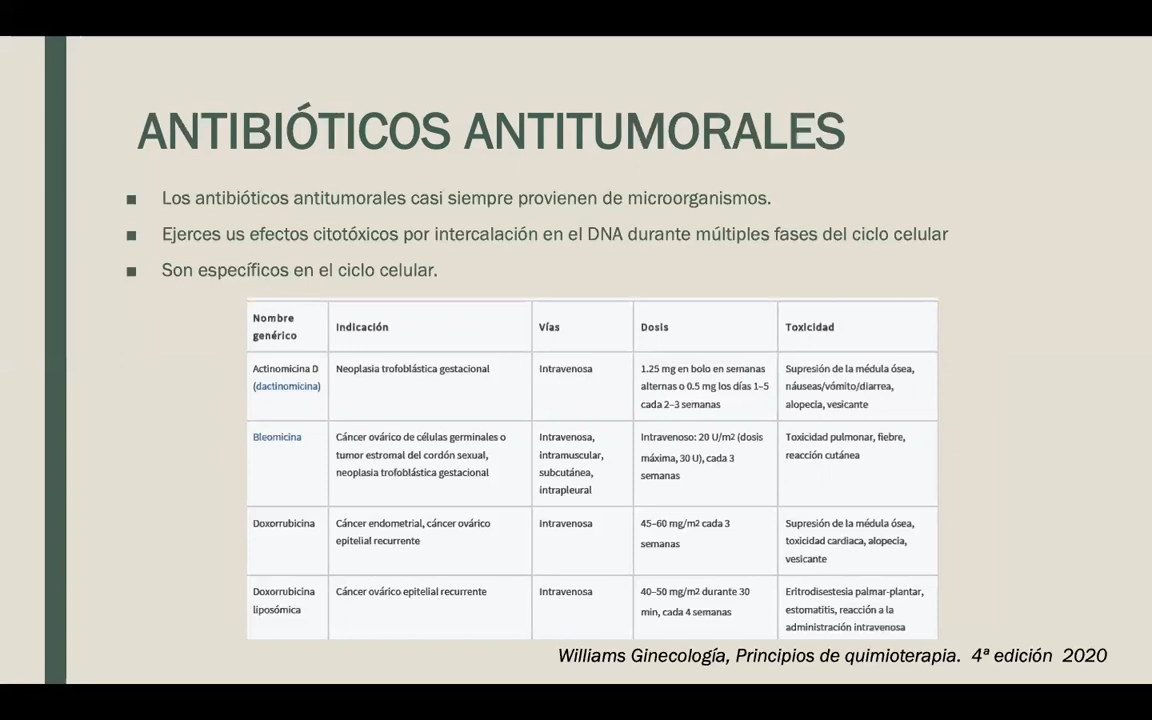 ANTIBIÓTICOS ANTITUMORALES
■ Los antibióticos antitumorales casi siempre provienen de microorganismos.
■ Ejerces us efectos citotóxicos por intercalación en el DNA durante múltiples fases del ciclo celular
■ Son específicos en el ciclo celular.
Nombre
genérico
Indicación
Vías
Dosis
Toxicidad
Actinomicina D
(dactinomicina)
Neoplasia trofoblástica gestacional
Intravenosa
1.25 mg en bolo en semanas
alternas o 0.5 mg los días 1–5
cada 2–3 semanas
Supresión de la médula ósea,
náuseas/vómito/diarrea,
alopecia, vesicante
Bleomicina
Cáncer ovárico de células germinales o
tumor estromal del cordón sexual,
neoplasia trofoblástica gestacional
Intravenosa,
intramuscular,
subcutánea,
intrapleural
Intravenoso: 20 U/m2 (dosis
máxima, 30 U), cada 3
semanas
Toxicidad pulmonar, fiebre,
reacción cutánea
Doxorrubicina
Cáncer endometrial, cáncer ovárico
epitelial recurrente
Intravenosa
45–60 mg/m2 cada 3
semanas
Supresión de la médula ósea,
toxicidad cardiaca, alopecia,
vesicante
Doxorrubicina
liposómica
Cáncer ovárico epitelial recurrente
Intravenosa
40–50 mg/m2 durante 30
min, cada 4 semanas
Eritrodisestesia palmar-plantar,
estomatitis, reacción a la
administración intravenosa
Williams Ginecología, Principios de quimioterapia. 4ª edición 2020